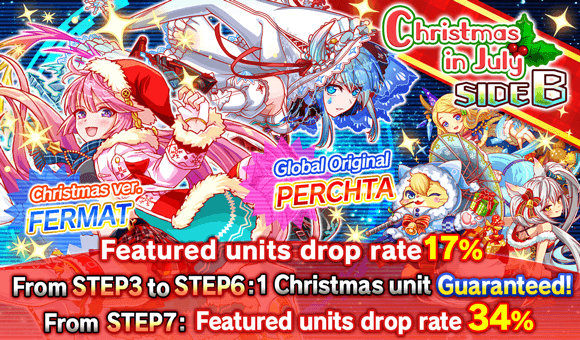 Christmas
in July
SIDE B
Christmas ver.
FERMAT
Global Original
PERCHTA
Featured units drop rate 17%
From STEP3 to STEP6:1 Christmas unit Guaranteed!
From STEP7: Featured units drop rate 34%